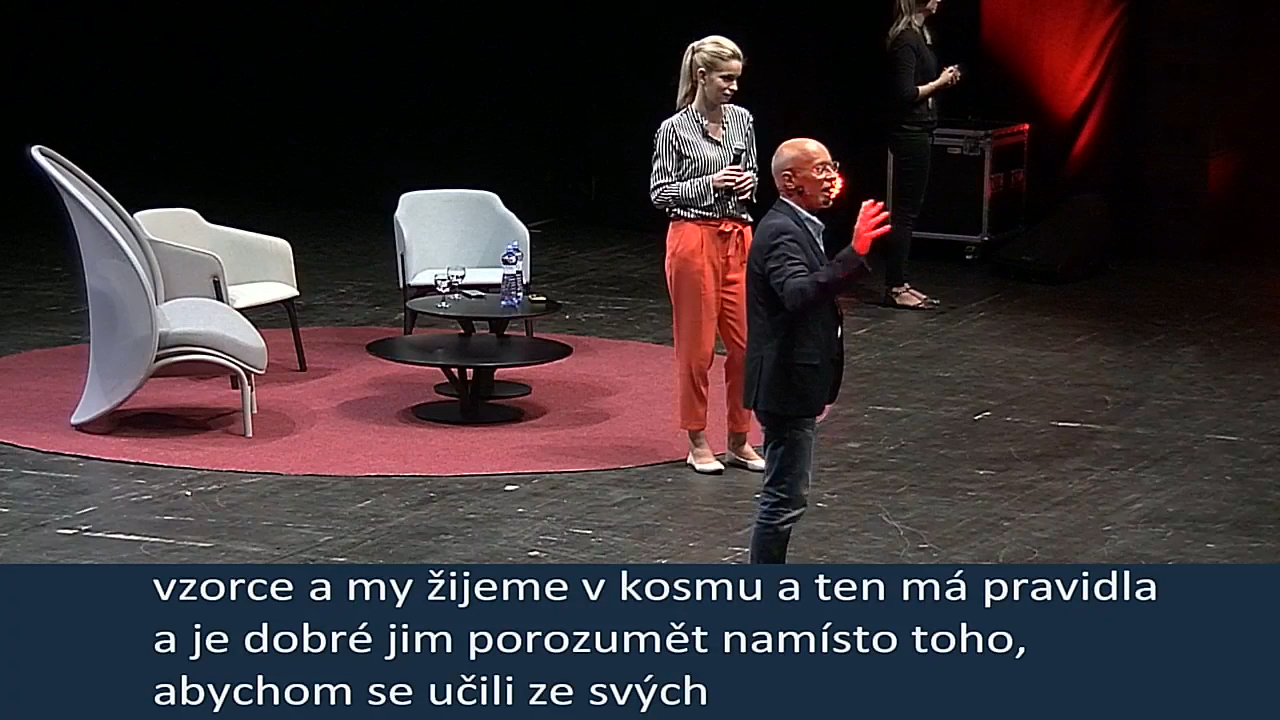 vzorce a my žijeme v kosmu a ten má pravidla
a je dobré jim porozumět namísto toho,
abychom se učili ze svých